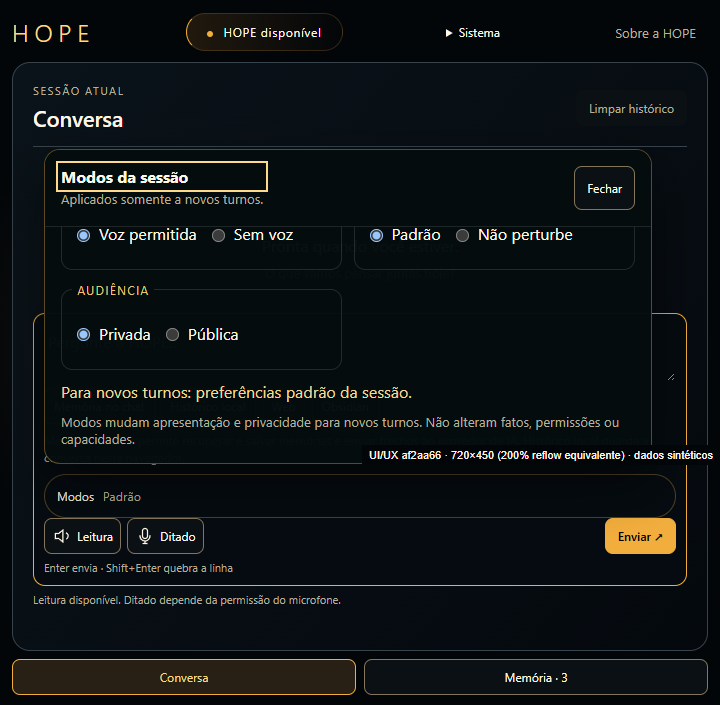 HOPE
HOPE disponível
Sistema
Sobre a HOPE
SESSÃO ATUAL
Conversa
Limpar histórico
Modos da sessão
Aplicados somente a novos turnos.
Fechar
Voz permitida Sem voz
Padrão Não perturbe
AUDIÊNCIA
Privada Pública
Para novos turnos: preferências padrão da sessão.
Modos mudam apresentação e privacidade para novos turnos. Não alteram fatos, permissões ou
capacidades.
UI/UX af2aa66 · 720×450 (200% reflow equivalente) · dados sintéticos
Modos Padrão
Leitura
Ditado
Enviar ↗
Enter envia · Shift+Enter quebra a linha
Leitura disponível. Ditado depende da permissão do microfone.
Conversa
Memória · 3